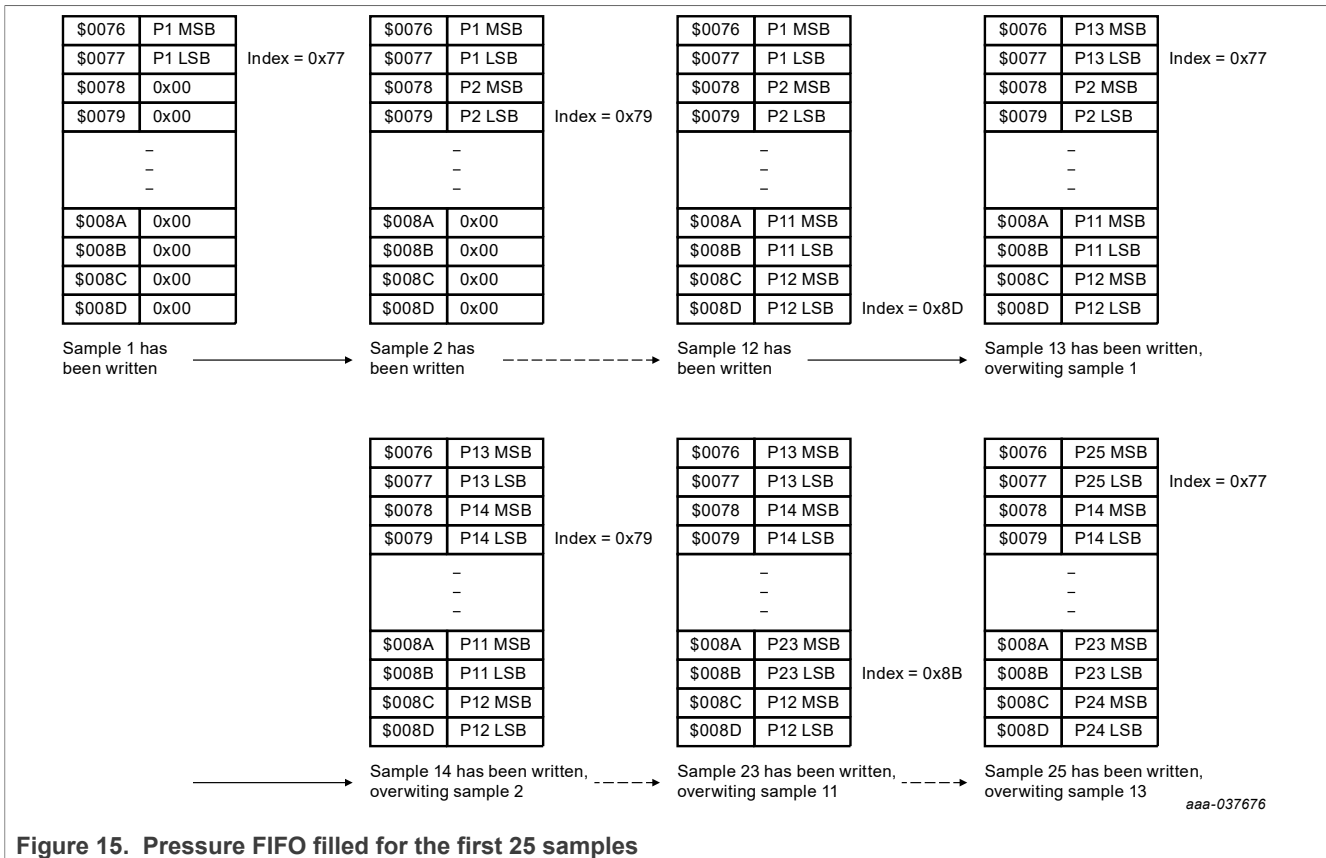 $0076 P1 MSB
$0077 P1 LSB Index = 0x77
$0078 0x00
$0079 0x00
–
–
–
$008A 0x00
$008B 0x00
$008C 0x00
$008D 0x00
Sample 1 has
been written
$0076 P1 MSB
$0077 P1 LSB
$0078 P2 MSB
$0079 P2 LSB Index = 0x79
–
–
–
$008A 0x00
$008B 0x00
$008C 0x00
$008D 0x00
Sample 2 has
been written
$0076 P1 MSB
$0077 P1 LSB
$0078 P2 MSB
$0079 P2 LSB
–
–
–
$008A P11 MSB
$008B P11 LSB
$008C P12 MSB
$008D P12 LSB Index = 0x8D
Sample 12 has
been written
$0076 P13 MSB
$0077 P13 LSB Index = 0x77
$0078 P2 MSB
$0079 P2 LSB
–
–
–
$008A P11 MSB
$008B P11 LSB
$008C P12 MSB
$008D P12 LSB
Sample 13 has been written,
overwiting sample 1
$0076 P13 MSB
$0077 P13 LSB
$0078 P14 MSB
$0079 P14 LSB Index = 0x79
–
–
–
$008A P11 MSB
$008B P11 LSB
$008C P12 MSB
$008D P12 LSB
Sample 14 has been written,
overwiting sample 2
$0076 P13 MSB
$0077 P13 LSB
$0078 P14 MSB
$0079 P14 LSB
–
–
–
$008A P23 MSB
$008B P23 LSB Index = 0x8B
$008C P12 MSB
$008D P12 LSB
Sample 23 has been written,
overwiting sample 11
$0076 P25 MSB
$0077 P25 LSB Index = 0x77
$0078 P14 MSB
$0079 P14 LSB
–
–
–
$008A P23 MSB
$008B P23 LSB
$008C P24 MSB
$008D P24 LSB
Sample 25 has been written,
overwiting sample 13
aaa-037676
Figure 15. Pressure FIFO filled for the first 25 samples